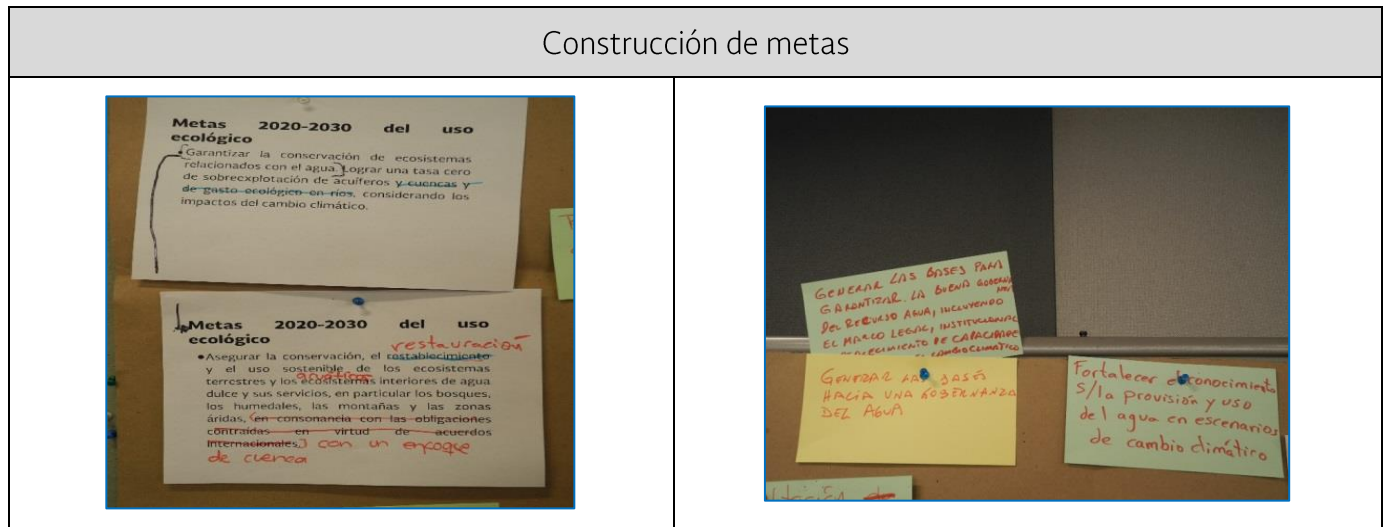 Construcción de metas
Metas 2020-2030 del uso
ecológico
Garantizar la conservación de ecosistemas
relacionados con el agua. Lograr una tasa cero
de sobreexplotación de acuíferos y cuencas y
de gasto ecológico en ríos, considerando los
impactos del cambio climático.
Metas 2020-2030 del uso
ecológico
restauración
•Asegurar la conservación, el restablecimiento
y el uso sostenible de los ecosistemas
acuáticos
terrestres y los ecosistemas interiores de agua
dulce y sus servicios, en particular los bosques,
los humedales, las montañas y las zonas
áridas, (en consonancia con las obligaciones
contraídas en virtud de acuerdos
internacionales.) con un enfoque
de cuenca
GENERAR LAS BASES PARA
GARANTIZAR LA BUENA
DEL RECURSO AGUA, INCLUYENDO
EL MARCO LEGAL, INSTITUCIONAL
DE CAPACIDADES
CAMBIO CLIMÁTICO
GENERAR LAS BASES
HACIA UNA GOBERNANZA
DEL AGUA
Fortalecer el conocimiento
s/la provisión y uso
del agua en escenarios
de cambio climático